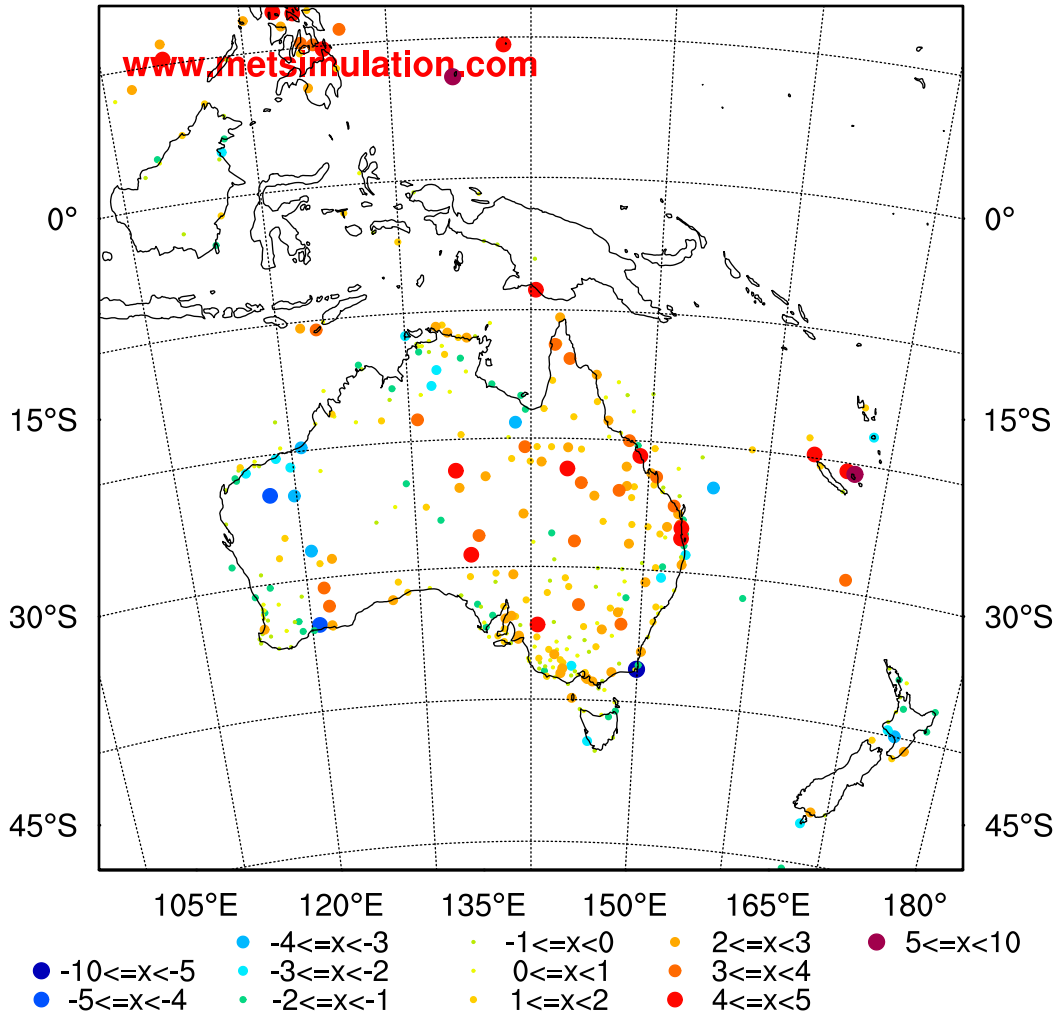 www.metsimulation.com
0° 0°
15°S 15°S
30°S 30°S
45°S 45°S
105°E 120°E 135°E 150°E 165°E 180°
-4<=x<-3 -1<=x<0 2<=x<3 5<=x<10
-10<=x<-5 -3<=x<-2 0<=x<1 3<=x<4
-5<=x<-4 -2<=x<-1 1<=x<2 4<=x<5